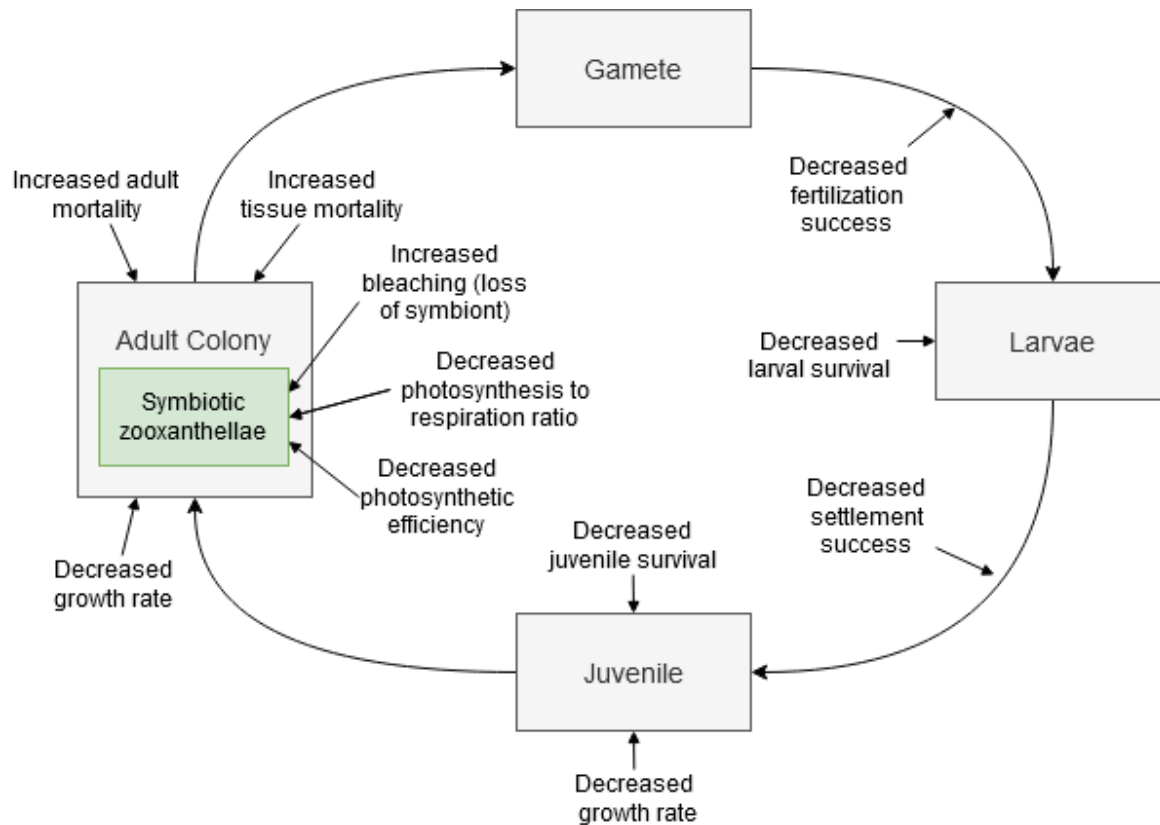 Gamete
Decreased
fertilization
success
Increased adult
mortality
Increased
tissue mortality
Increased
bleaching (loss
of symbiont)
Adult Colony
Symbiotic
zooxanthellae
Decreased
photosynthesis to
respiration ratio
Decreased
photosynthetic
efficiency
Decreased
growth rate
Decreased
larval survival
Larvae
Decreased
settlement
success
Decreased
juvenile survival
Juvenile
Decreased
growth rate